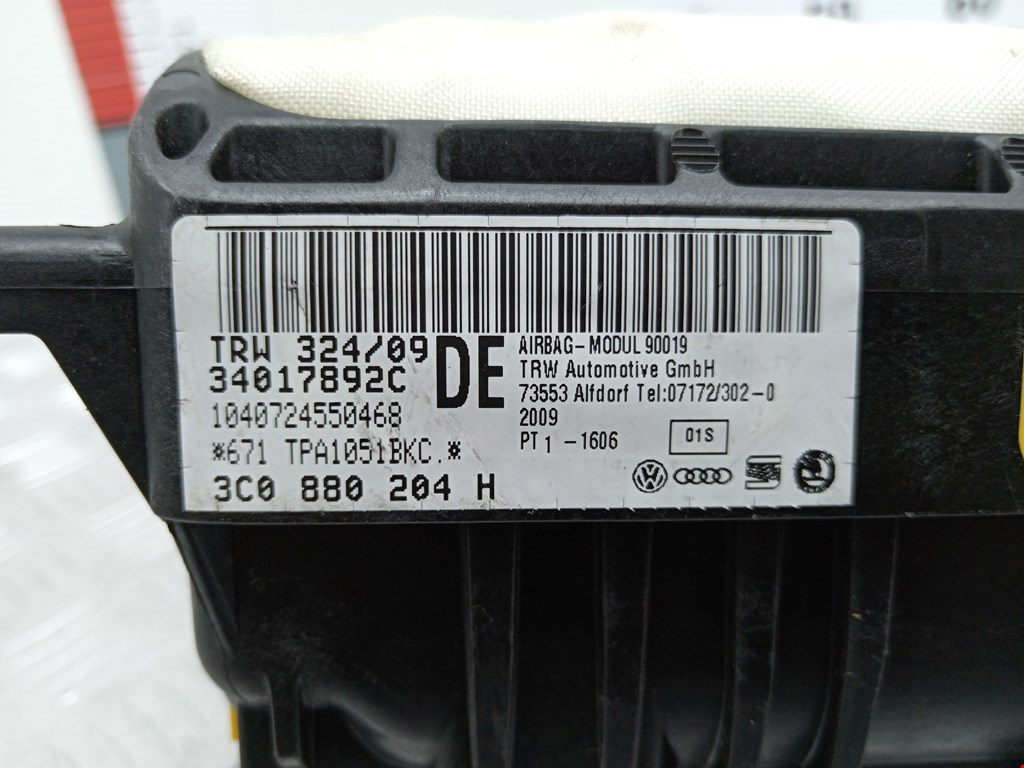 TRW 324/09
34017892C
1040724550468
*671 TPA1051BKC.*
3C0 880 204 H
DE
AIRBAG-MODUL 90019
TRW Automotive GmbH
73553 Alfdorf Tel:07172/302-0
2009
PT 1 -1606
01S